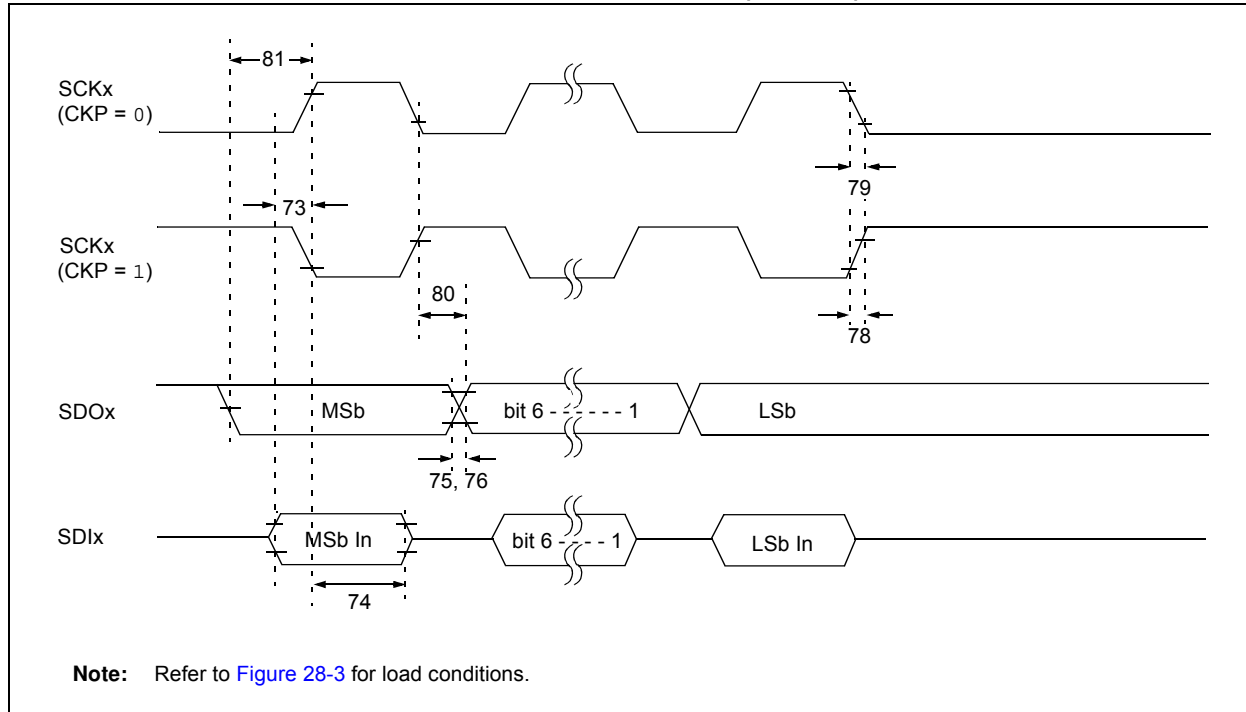 81
SCKx
(CKP = 0)
79
73
SCKx
(CKP = 1)
80
78
SDOx
MSb
bit 6 - - - - - - 1
LSb
75, 76
SDIx
MSb In
bit 6 - - - - 1
LSb In
74
Note: Refer to Figure 28-3 for load conditions.